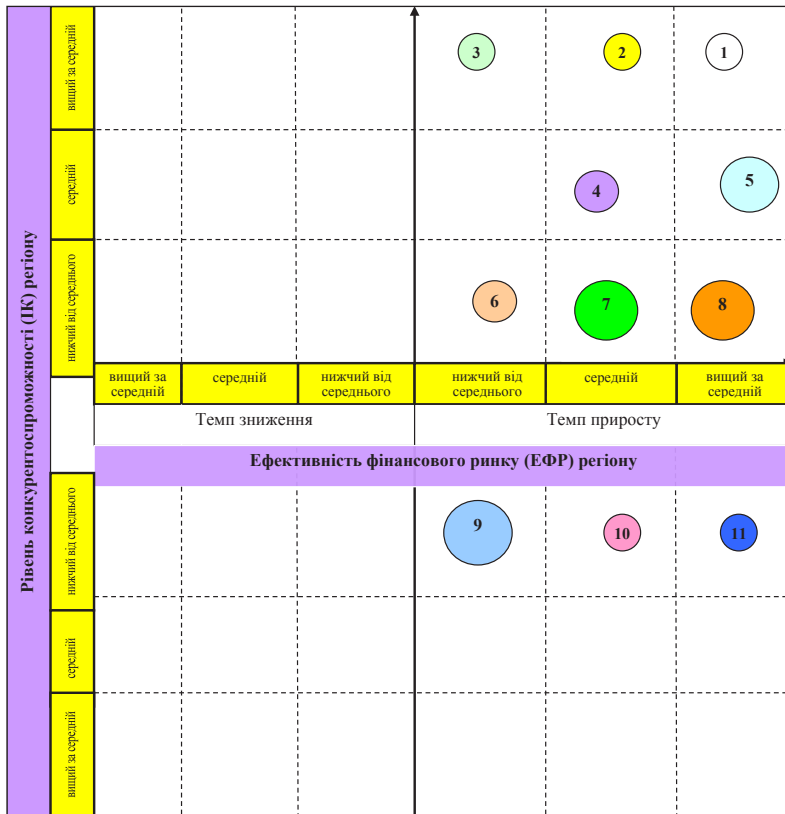 Рівень конкурентоспроможності (ІК) регіону
вищий за середній
3
2
1
середній
4
5
нижчий від середнього
6
7
8
вищий за
середній
середній
нижчий від
середнього
нижчий від
середнього
середній
вищий за
середній
Темп зниження
Темп приросту
Ефективність фінансового ринку (ЕФР) регіону
нижчий від середнього
9
10
11
середній
вищий за середній